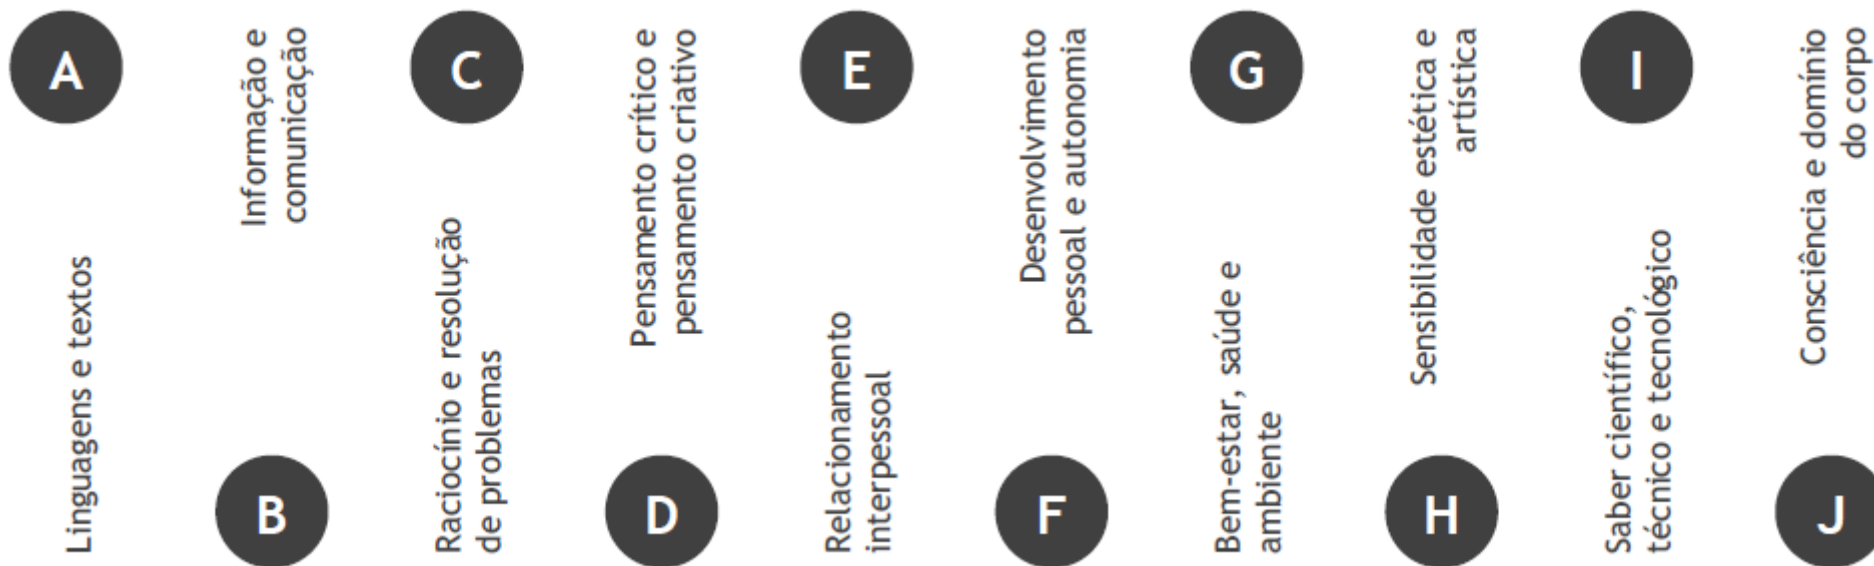 A
Linguagens e textos
B
Informação e
comunicação
C
Raciocínio e resolução
de problemas
D
Pensamento crítico e
pensamento criativo
E
Relacionamento
interpessoal
F
Desenvolvimento
pessoal e autonomia
G
Bem-estar, saúde e
ambiente
H
Sensibilidade estética e
artística
I
Saber científico,
técnico e tecnológico
J
Consciência e domínio
do corpo